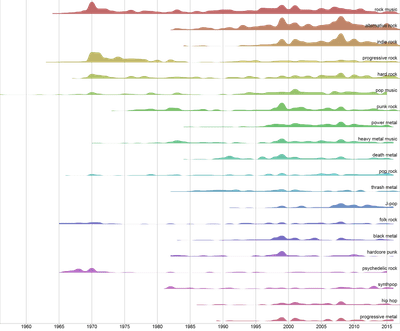 rock music
alternative rock
indie rock
progressive rock
hard rock
pop music
punk rock
power metal
heavy metal music
death metal
pop rock
thrash metal
J-pop
folk rock
black metal
hardcore punk
psychedelic rock
synthpop
hip hop
progressive metal
1960 1965 1970 1975 1980 1985 1990 1995 2000 2005 2010 2015